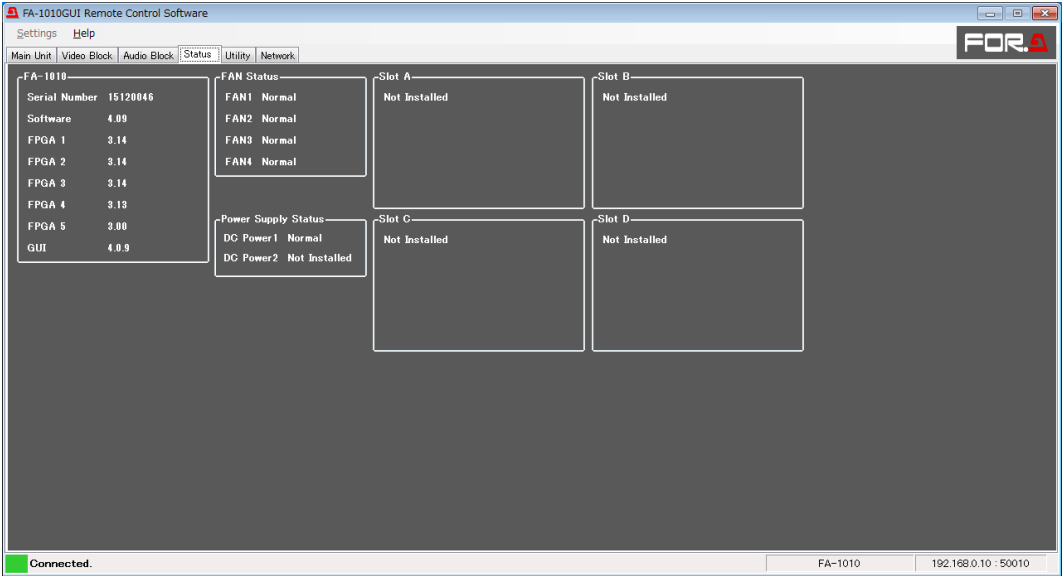 FA-1010GUI Remote Control Software
Settings Help
FOR.A
Main Unit Video Block Audio Block Status Utility Network
FA-1010
Serial Number 15120046
Software 4.09
FPGA 1 3.14
FPGA 2 3.14
FPGA 3 3.14
FPGA 4 3.13
FPGA 5 3.00
GUI 4.0.9
FAN Status
FAN1 Normal
FAN2 Normal
FAN3 Normal
FAN4 Normal
Power Supply Status
DC Power1 Normal
DC Power2 Not Installed
Slot A
Not Installed
Slot B
Not Installed
Slot C
Not Installed
Slot D
Not Installed
Connected.
FA-1010
192.168.0.10 : 50010